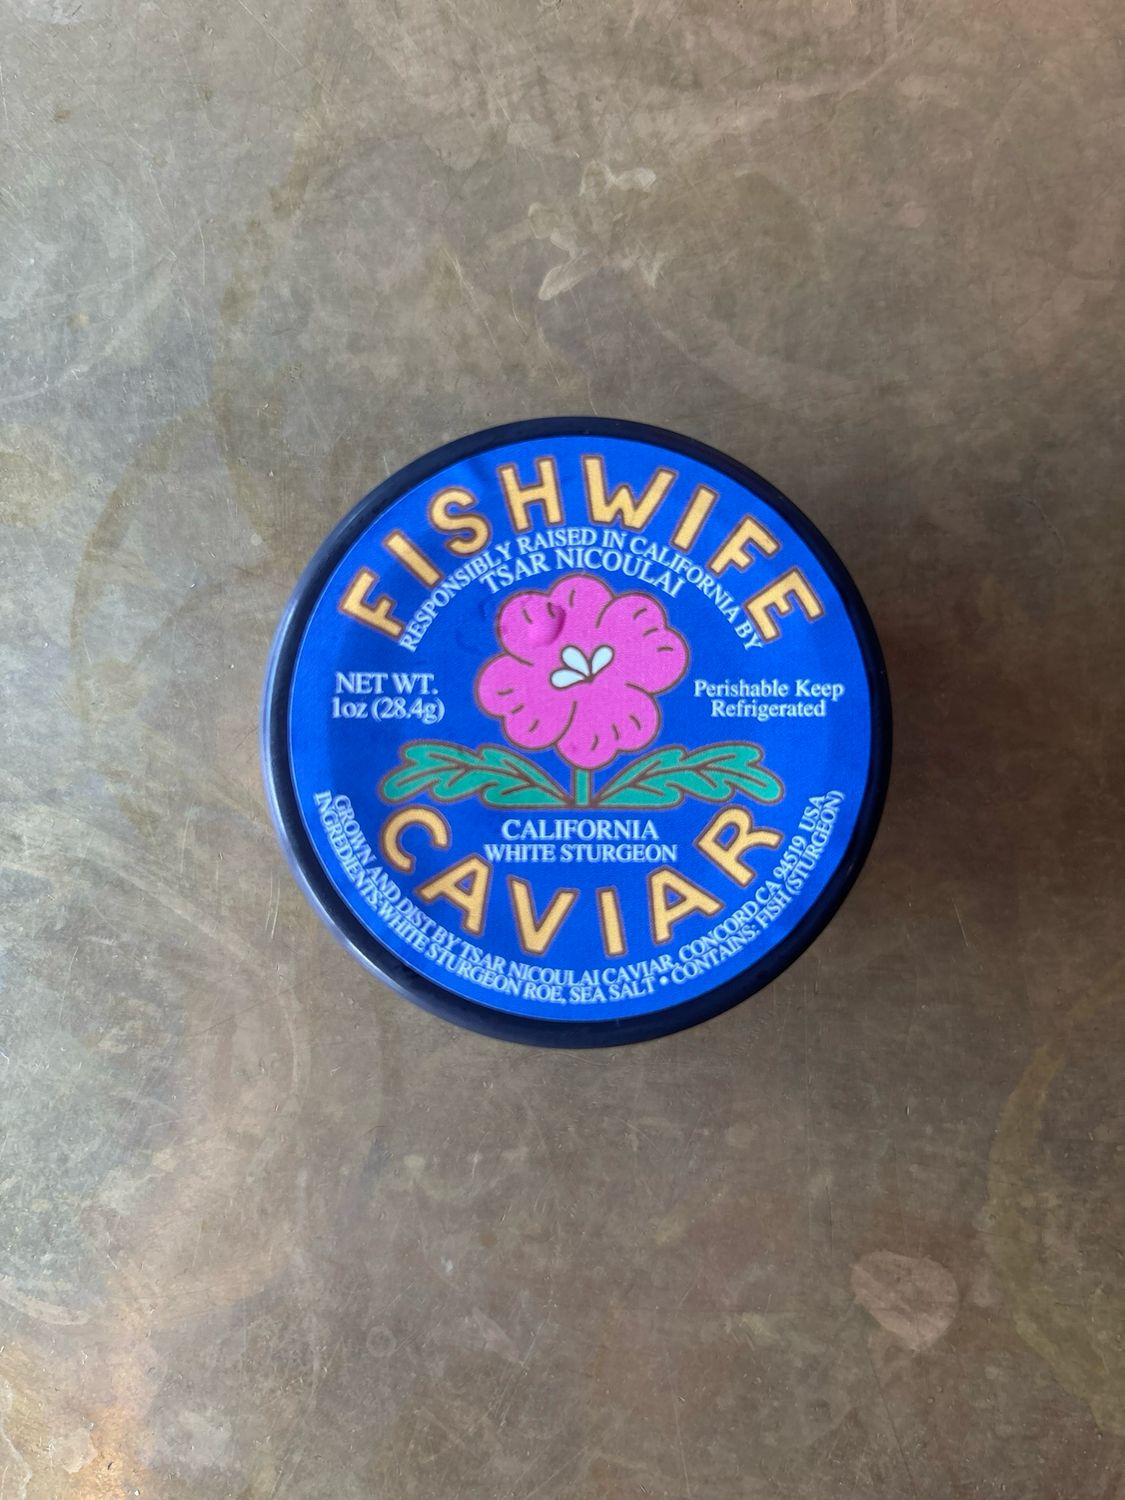 FISHWIFE
RESPONSIBLY RAISED IN CALIFORNIA BY
TSAR NICOULAI
NET WT.
1oz (28.4g)
Perishable Keep
Refrigerated
CALIFORNIA
WHITE STURGEON
CAVIAR
GROWN AND DIST BY TSAR NICOULAI CAVIAR, CONCORD, CA 94519 USA
INGREDIENTS: WHITE STURGEON ROE, SEA SALT • CONTAINS: FISH (STURGEON)